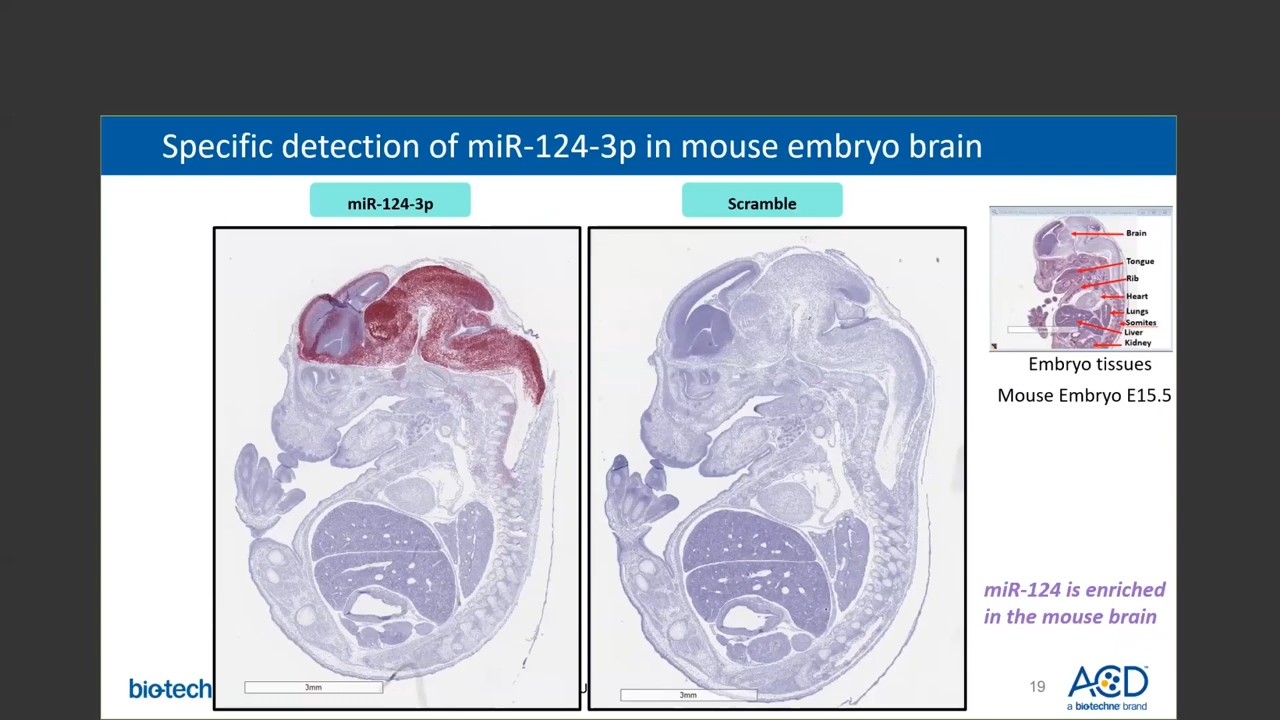 Specific detection of miR-124-3p in mouse embryo brain
miR-124-3p
Scramble
Brain
Tongue
Rib
Heart
Lungs
Somites
Liver
Kidney
Embryo tissues
Mouse Embryo E15.5
miR-124 is enriched
in the mouse brain
3mm
3mm
bio-tech
U
19
ACD
a biotechne brand